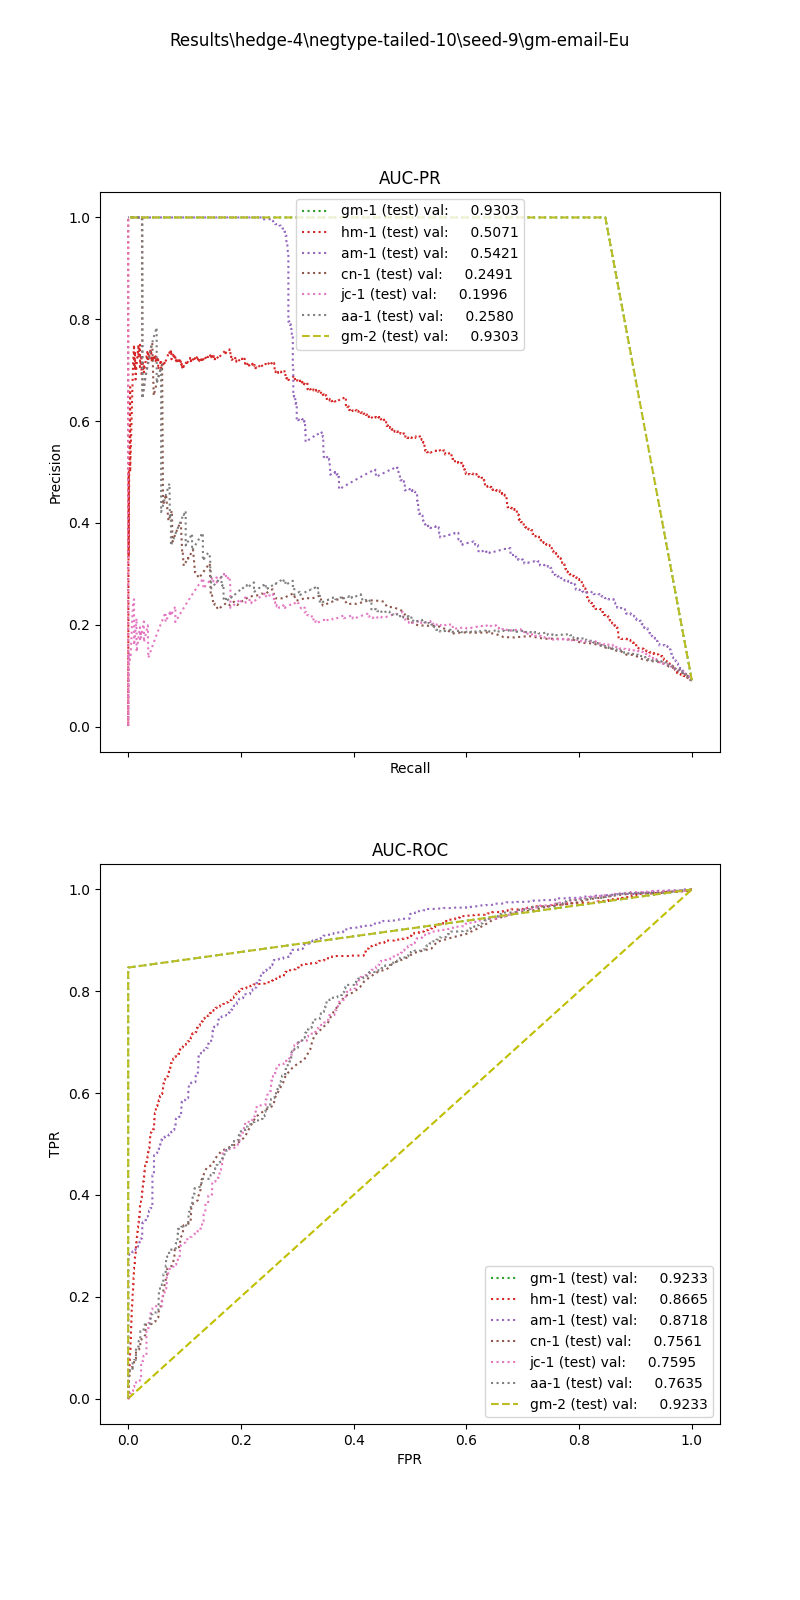 Results\hedge-4\negtype-tailed-10\seed-9\gm-email-Eu
AUC-PR
1.0
0.8
0.6
0.4
0.2
0.0
Precision
gm-1 (test) val: 0.9303
hm-1 (test) val: 0.5071
am-1 (test) val: 0.5421
cn-1 (test) val: 0.2491
jc-1 (test) val: 0.1996
aa-1 (test) val: 0.2580
gm-2 (test) val: 0.9303
Recall
AUC-ROC
1.0
0.8
0.6
0.4
0.2
0.0
TPR
gm-1 (test) val: 0.9233
hm-1 (test) val: 0.8665
am-1 (test) val: 0.8718
cn-1 (test) val: 0.7561
jc-1 (test) val: 0.7595
aa-1 (test) val: 0.7635
gm-2 (test) val: 0.9233
0.0 0.2 0.4 0.6 0.8 1.0
FPR